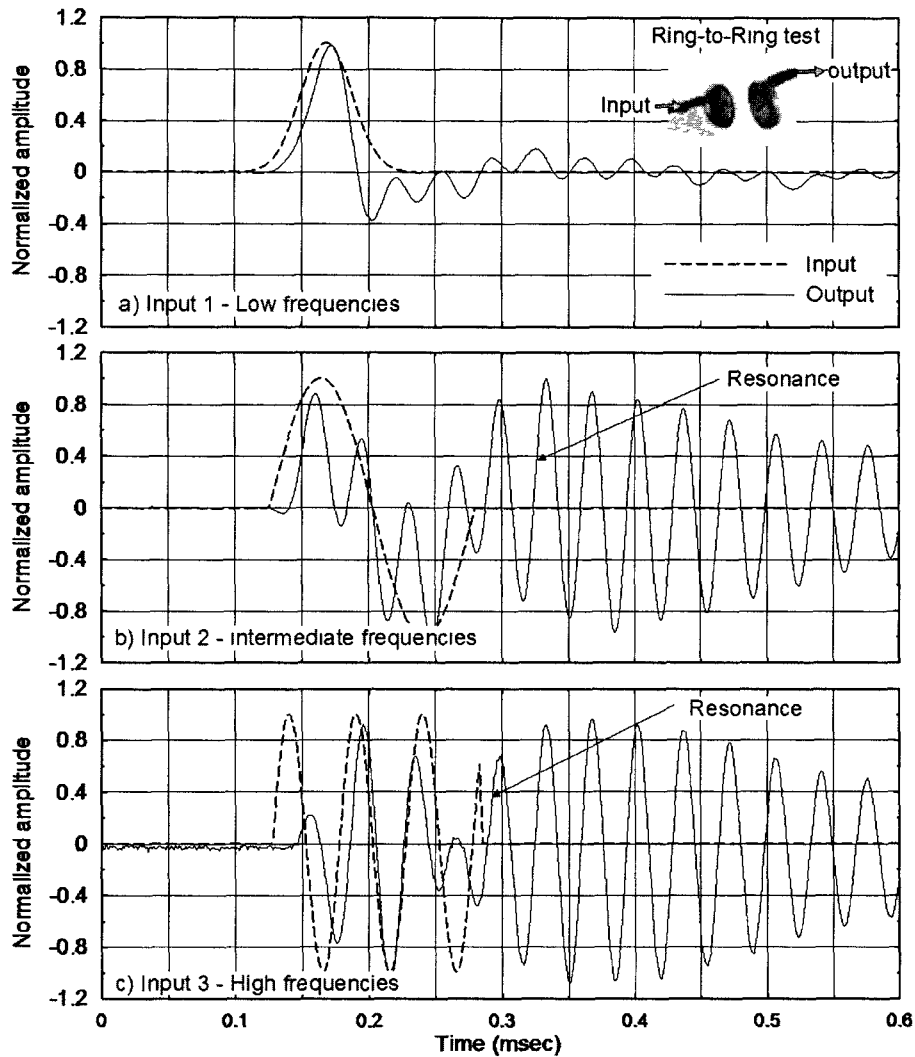 1.2
0.8
0.4
0
-0.4
-0.8
-1.2
Normalized amplitude
Ring-to-Ring test
Input
output
Input
Output
a) Input 1 - Low frequencies
1.2
0.8
0.4
0
-0.4
-0.8
-1.2
Normalized amplitude
Resonance
b) Input 2 - Intermediate frequencies
1.2
0.8
0.4
0
-0.4
-0.8
-1.2
Normalized amplitude
Resonance
c) Input 3 - High frequencies
0 0.1 0.2 0.3 0.4 0.5 0.6
Time (msec)